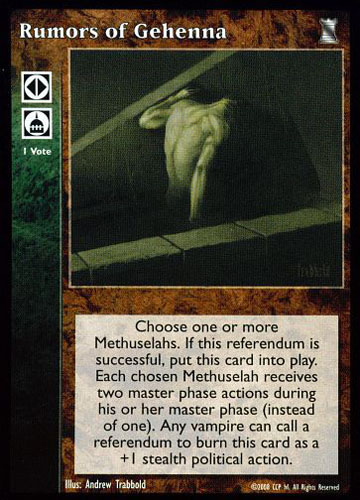 Rumors of Gehenna
1 Vote
Trabbold
Choose one or more
Methuselahs. If this referendum is
successful, put this card into play.
Each chosen Methuselah receives
two master phase actions during
his or her master phase (instead
of one). Any vampire can call a
referendum to burn this card as a
+1 stealth political action.
Illus: Andrew Trabbold
©2008 CCP hf. All Rights Reserved